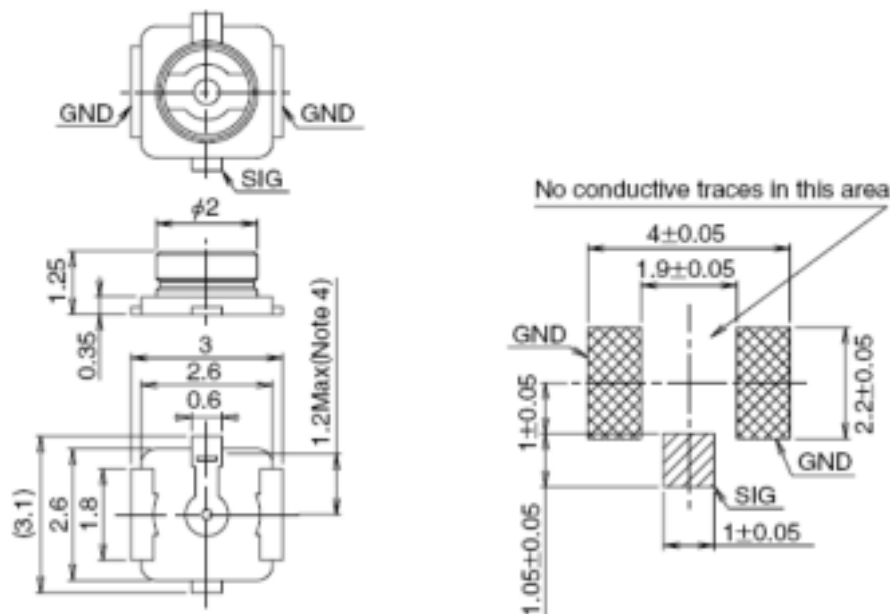 GND
GND
SIG
ϕ2
1.25
0.35
3
2.6
0.6
1.2Max(Note 4)
(3.1)
2.6
1.8
No conductive traces in this area
4±0.05
1.9±0.05
GND
1±0.05
2.2±0.05
GND
SIG
1±0.05
1.05±0.05